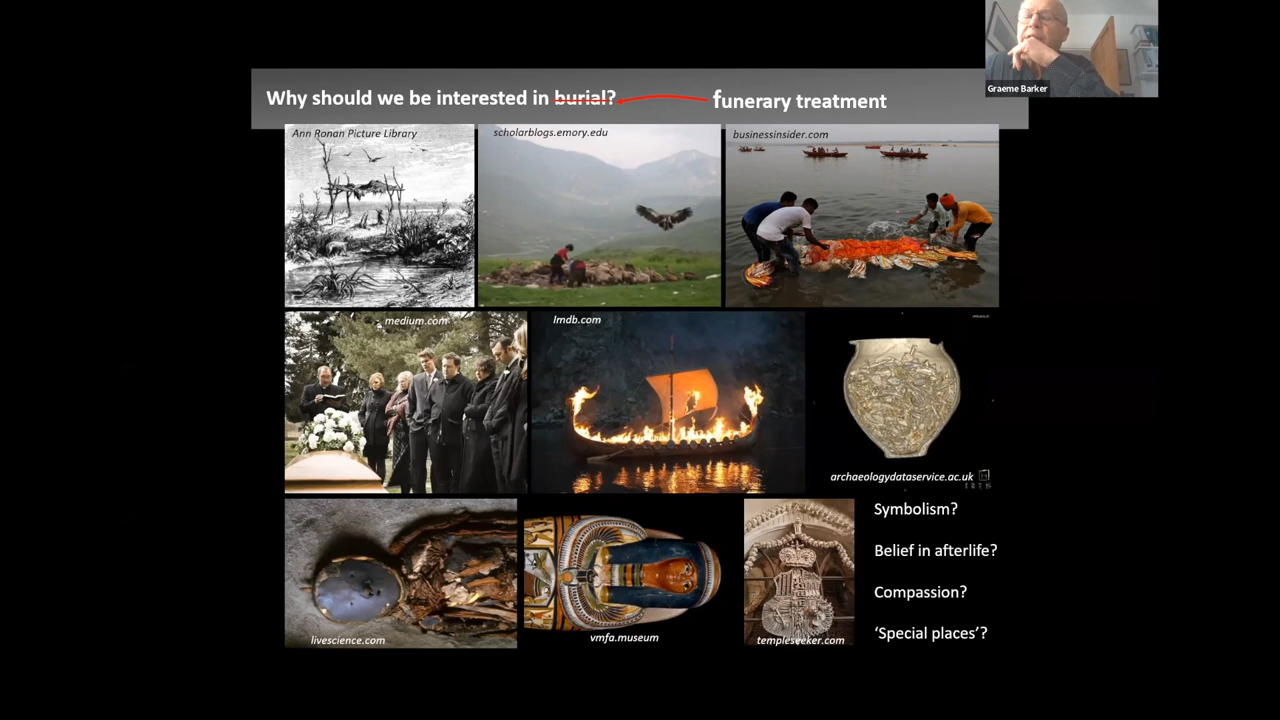 Graeme Barker
Why should we be interested in burial? funerary treatment
Ann Ronan Picture Library
scholarblogs.emory.edu
businessinsider.com
medium.com
lmdb.com
archaeologydataservice.ac.uk
Symbolism?
Belief in afterlife?
Compassion?
‘Special places’?
livescience.com
vmfa.museum
templeseeker.com